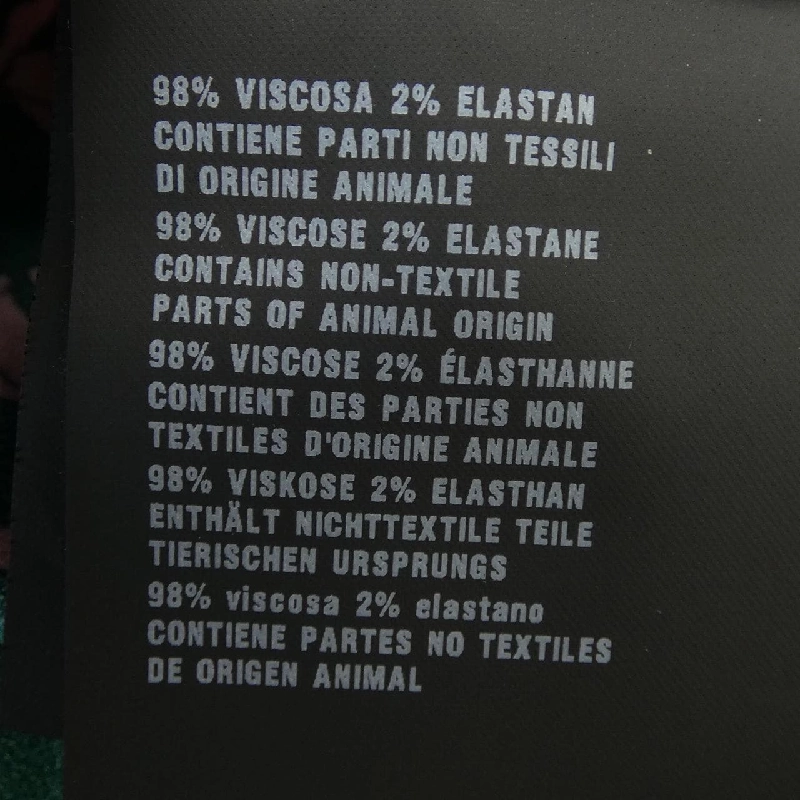 98% VISCOSA 2% ELASTAN
CONTIENE PARTI NON TESSILI
DI ORIGINE ANIMALE
98% VISCOSE 2% ELASTANE
CONTAINS NON-TEXTILE
PARTS OF ANIMAL ORIGIN
98% VISCOSE 2% ÉLASTHANNE
CONTIENT DES PARTIES NON
TEXTILES D'ORIGINE ANIMALE
98% VISKOSE 2% ELASTHAN
ENTHÄLT NICHTTEXTILE TEILE
TIERISCHEN URSPRUNGS
98% viscosa 2% elastano
CONTIENE PARTES NO TEXTILES
DE ORIGEN ANIMAL